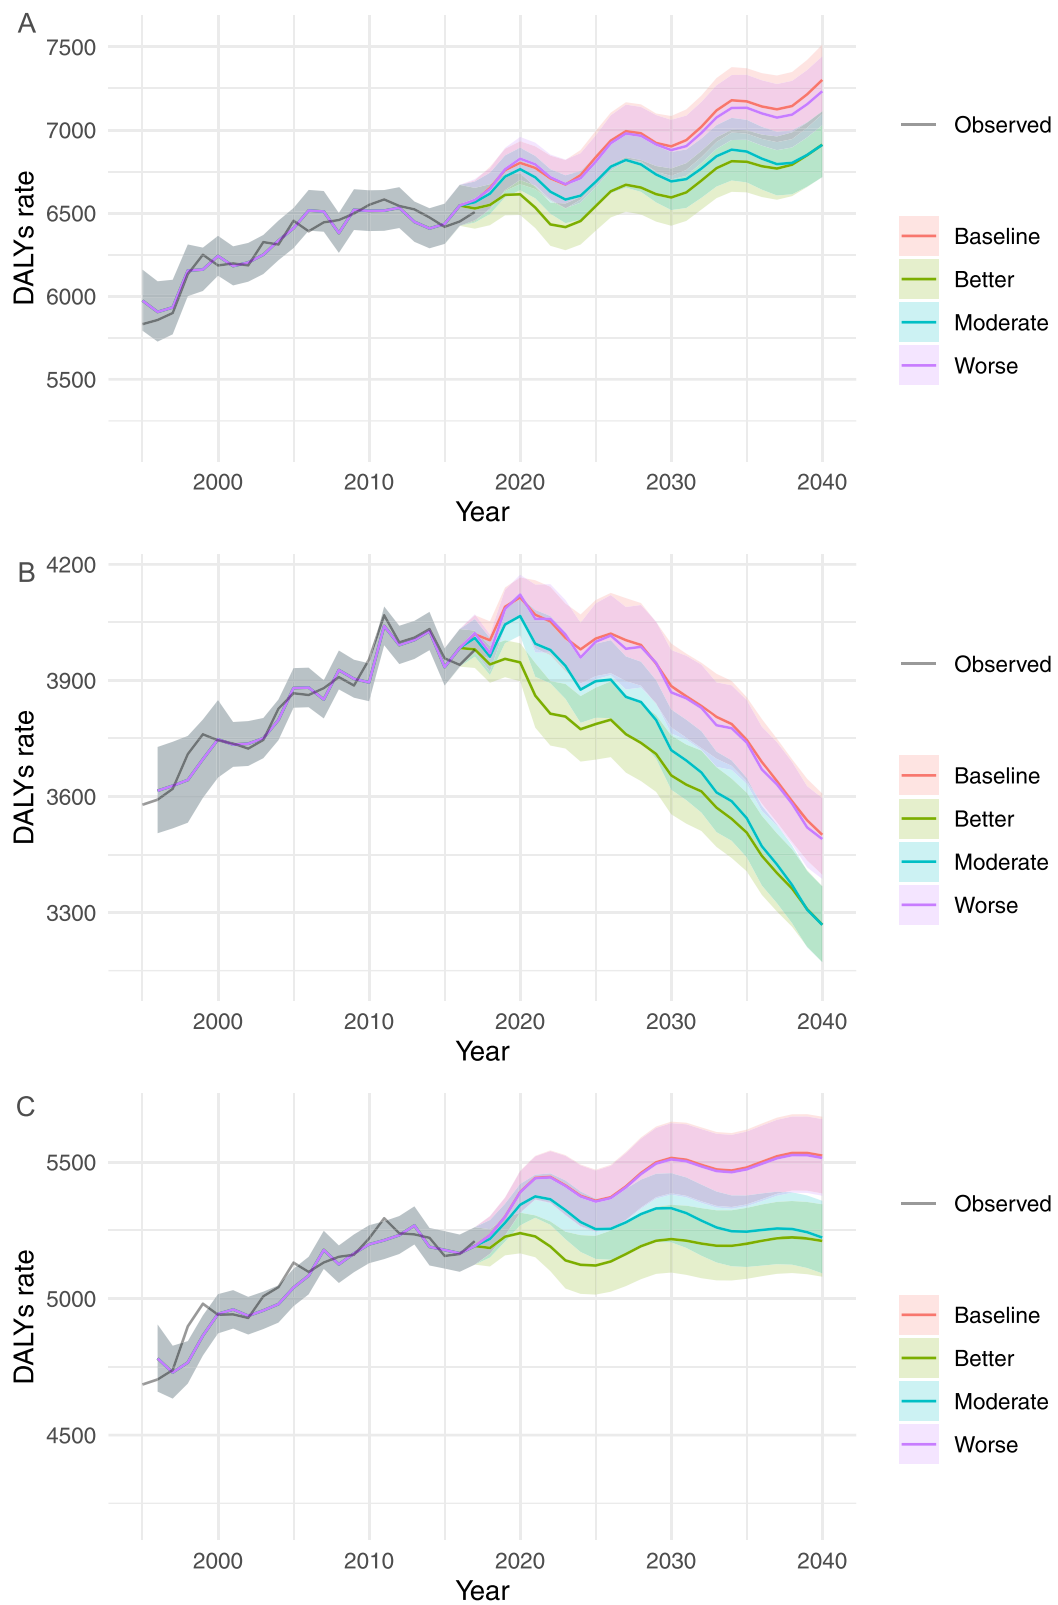 A
7500
7000
6500
6000
5500
DALYs rate
2000 2010 2020 2030 2040
Year
Observed
Baseline
Better
Moderate
Worse
B
4200
3900
3600
3300
DALYs rate
2000 2010 2020 2030 2040
Year
Observed
Baseline
Better
Moderate
Worse
C
5500
5000
4500
DALYs rate
2000 2010 2020 2030 2040
Year
Observed
Baseline
Better
Moderate
Worse